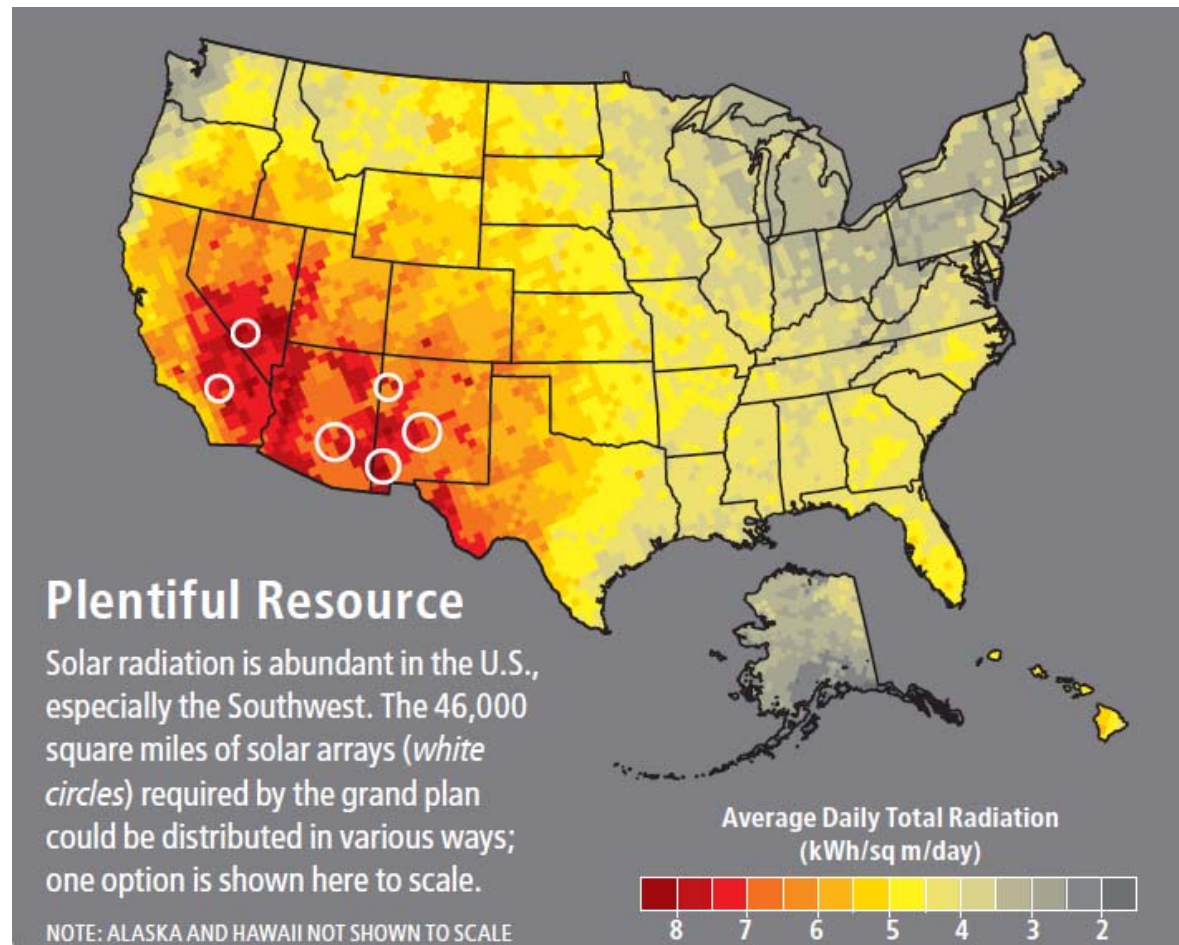 Plentiful Resource
Solar radiation is abundant in the U.S.,
especially the Southwest. The 46,000
square miles of solar arrays (white
circles) required by the grand plan
could be distributed in various ways;
one option is shown here to scale.
NOTE: ALASKA AND HAWAII NOT SHOWN TO SCALE
Average Daily Total Radiation
(kWh/sq m/day)
8 7 6 5 4 3 2